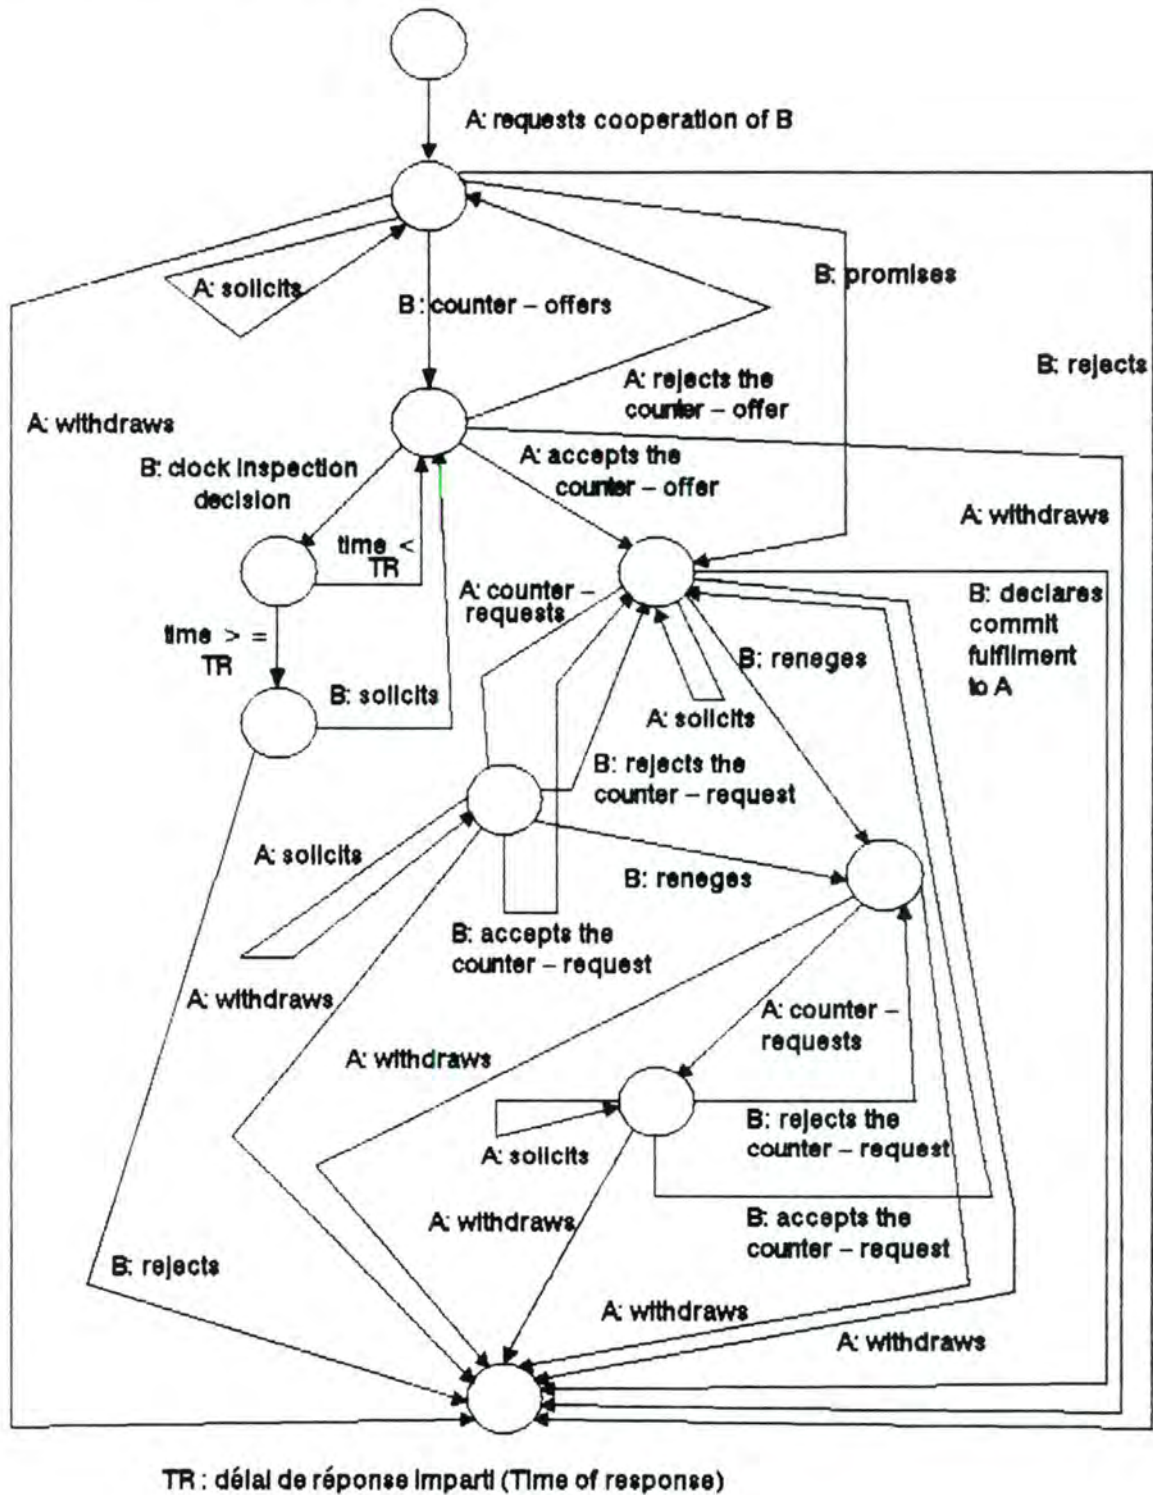 A: requests cooperation of B
B: promises
A: solicits
B: counter – offers
B: rejects
A: rejects the
counter – offer
A: withdraws
B: clock inspection
decision
A: accepts the
counter – offer
A: withdraws
time <
TR
A: counter –
requests
B: declares
commit
fulfilment
to A
time > =
TR
B: reneges
B: solicits
A: solicits
B: rejects the
counter – request
A: solicits
B: reneges
B: accepts the
counter – request
A: withdraws
A: counter –
requests
A: withdraws
B: rejects the
counter – request
A: solicits
A: withdraws
B: accepts the
counter – request
B: rejects
A: withdraws
A: withdraws
TR : délai de réponse imparti (Time of response)